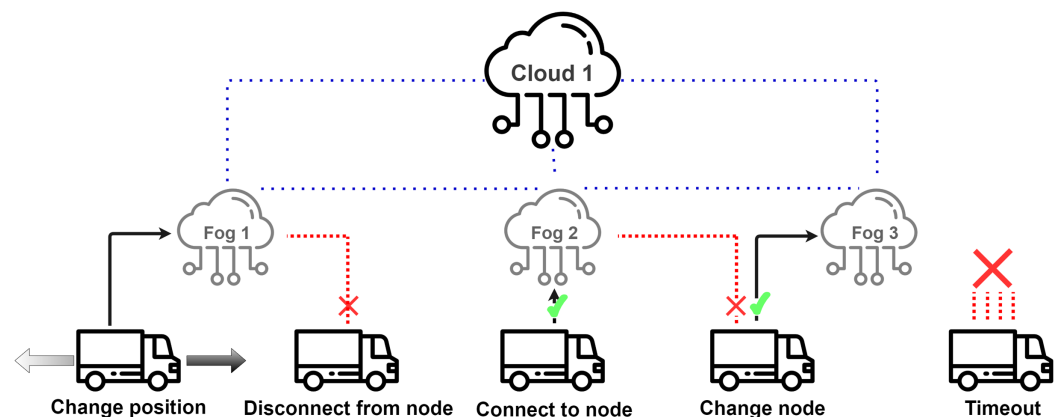 Cloud 1
Fog 1
Fog 2
Fog 3
Change position
Disconnect from node
Connect to node
Change node
Timeout